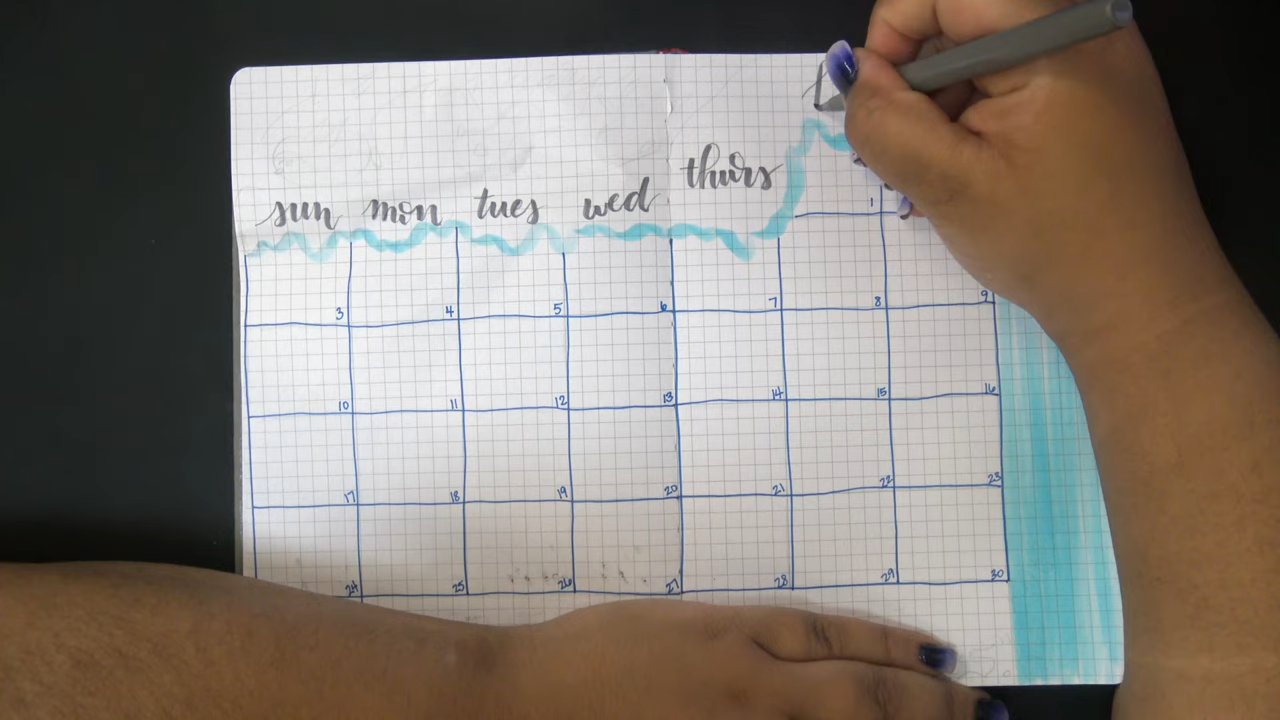 sun mon tues wed thurs
1
3 4 5 6 7 8 9
10 11 12 13 14 15 16
17 18 19 20 21 22 23
24 25 26 27 28 29 30